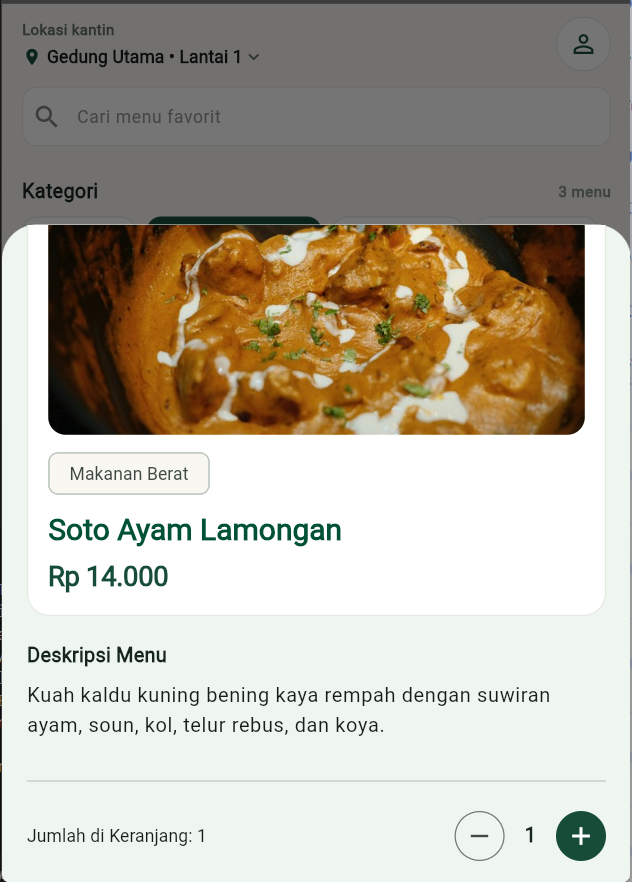 Lokasi kantin
Gedung Utama • Lantai 1
Cari menu favorit
Kategori
3 menu
Makanan Berat
Soto Ayam Lamongan
Rp 14.000
Deskripsi Menu
Kuah kaldu kuning bening kaya rempah dengan suwiran
ayam, soun, kol, telur rebus, dan koya.
Jumlah di Keranjang: 1
1